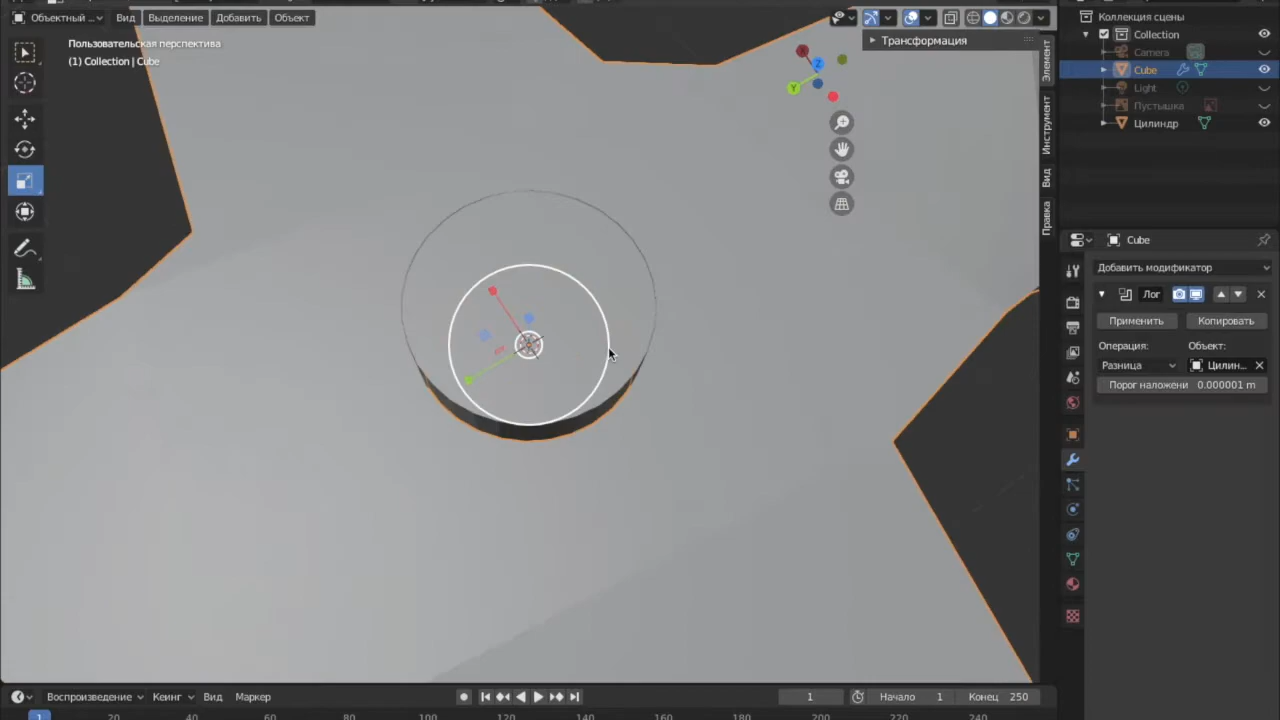 Объектный ...
Вид
Выделение
Добавить
Объект
Пользовательская перспектива
(1) Collection | Cube
Трансформация
X
Z
Y
Элемент
Инструмент
Вид
Правка
Коллекция сцены
Collection
Camera
Cube
Light
Пустышка
Цилиндр
Cube
Добавить модификатор
Лог
Применить
Копировать
Операция:
Объект:
Разница
Цилин...
Порог наложени 0.000001 m
Воспроизведение
Кеинг
Вид
Маркер
1
Начало 1
Конец 250
1 20 40 60 80 100 120 140 160 180 200 220 240